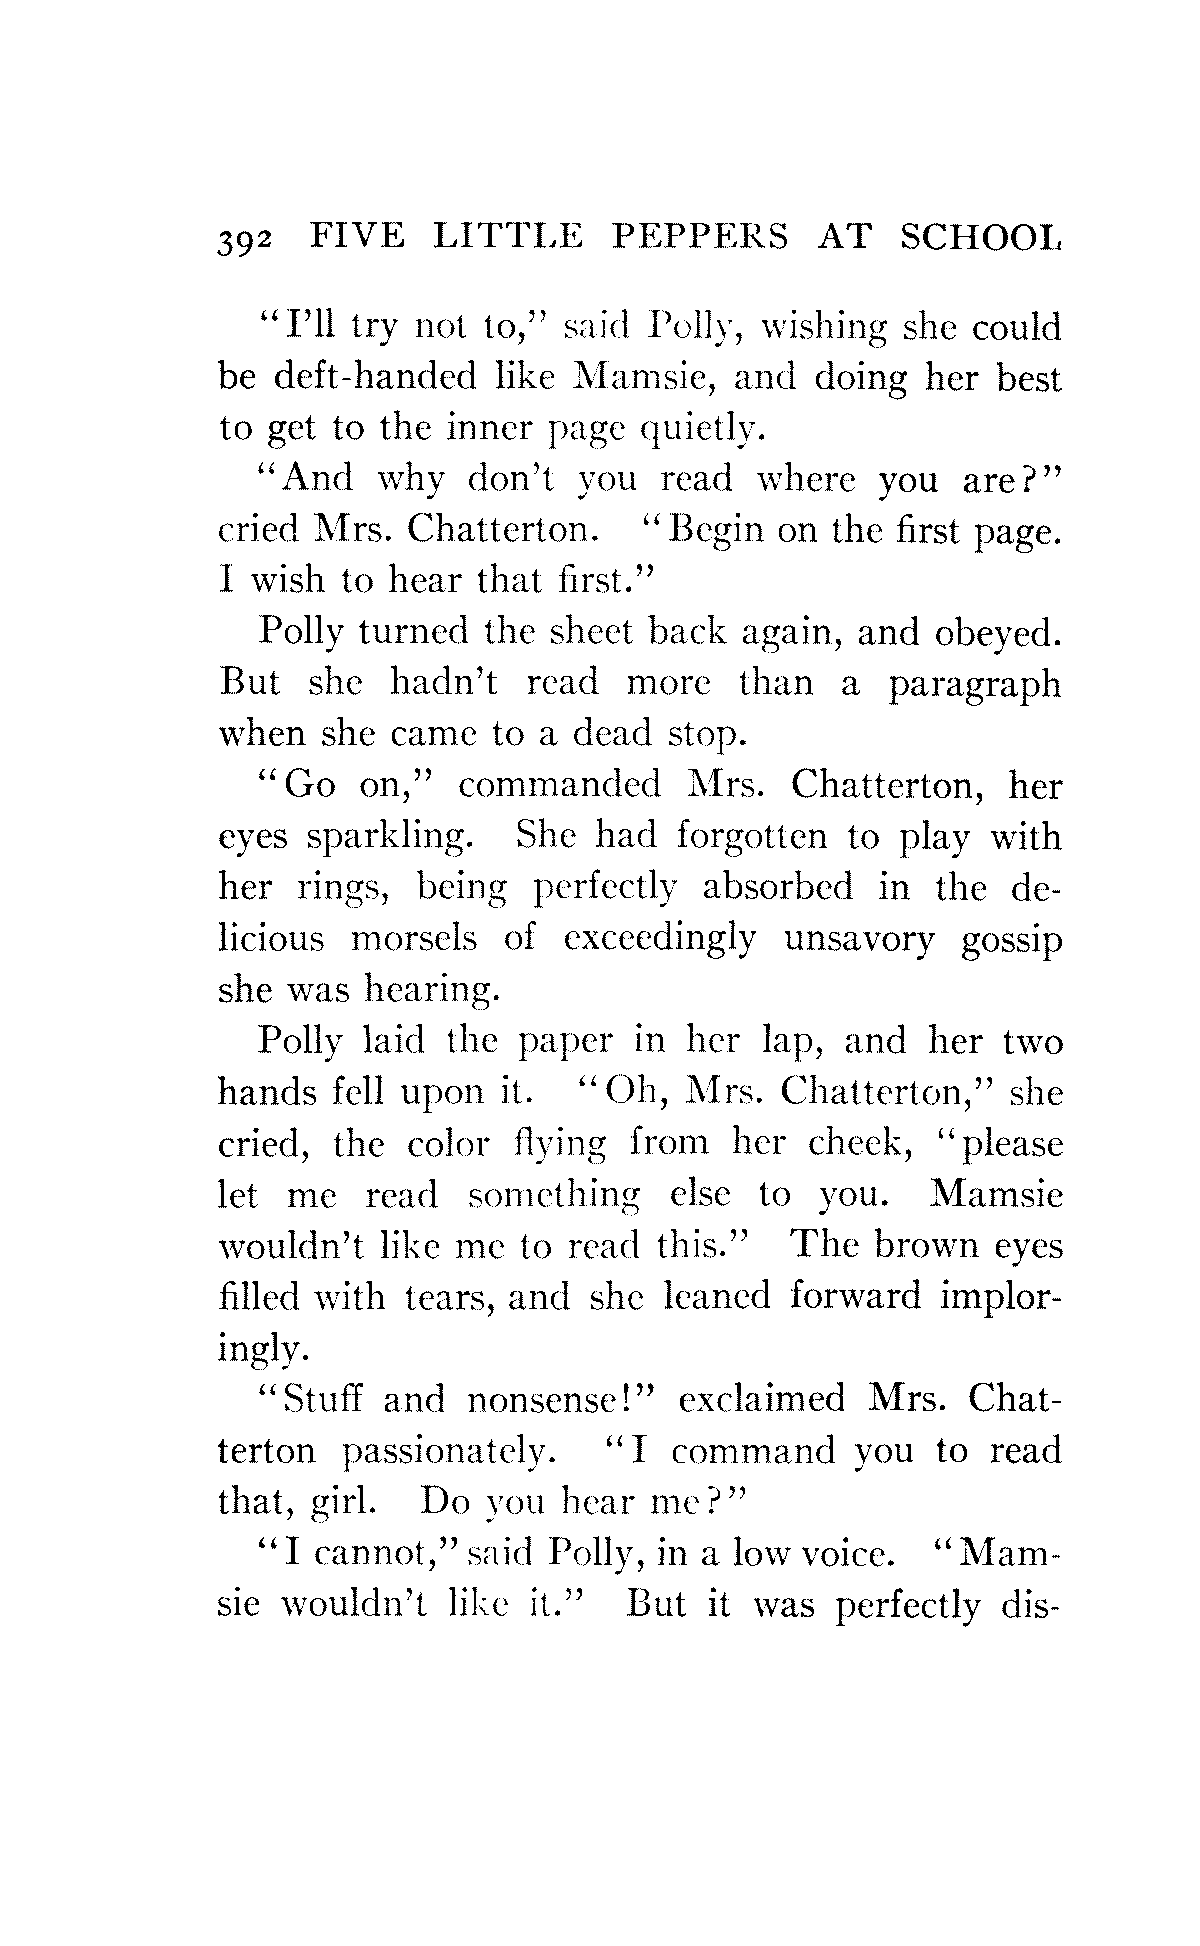 392 FIVE LITTLE PEPPERS AT SCHOOL
“I’ll try not to,” said Polly, wishing she could
be deft-handed like Mamsie, and doing her best
to get to the inner page quietly.
“And why don’t you read where you are?”
cried Mrs. Chatterton. “Begin on the first page.
I wish to hear that first.”
Polly turned the sheet back again, and obeyed.
But she hadn’t read more than a paragraph
when she came to a dead stop.
“Go on,” commanded Mrs. Chatterton, her
eyes sparkling. She had forgotten to play with
her rings, being perfectly absorbed in the de-
licious morsels of exceedingly unsavory gossip
she was hearing.
Polly laid the paper in her lap, and her two
hands fell upon it. “Oh, Mrs. Chatterton,” she
cried, the color flying from her cheek, “please
let me read something else to you. Mamsie
wouldn’t like me to read this.” The brown eyes
filled with tears, and she leaned forward implor-
ingly.
“Stuff and nonsense!” exclaimed Mrs. Chat-
terton passionately. “I command you to read
that, girl. Do you hear me?”
“I cannot,” said Polly, in a low voice. “Mam-
sie wouldn’t like it.” But it was perfectly dis-